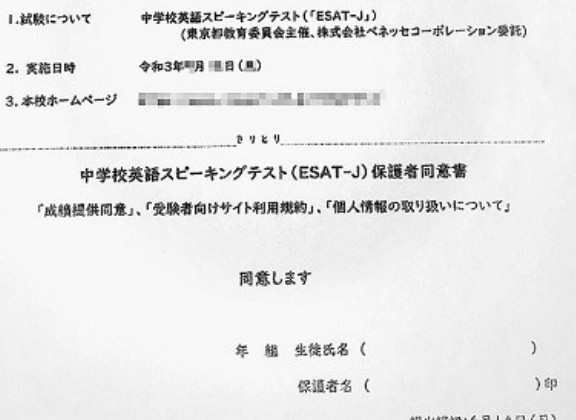 1.試験について 中学校英語スピーキングテスト(「ESAT-J」)
(東京都教育委員会主催、株式会社ベネッセコーポレーション委託)
2. 実施日時 令和3年 月 日( )
3. 本校ホームページ
きりとり
中学校英語スピーキングテスト(ESAT-J)保護者同意書
「成績提供同意」、「受験者向けサイト利用規約」、「個人情報の取り扱いについて」
同意します
年 組 生徒氏名 ( )
保護者名 ( )印